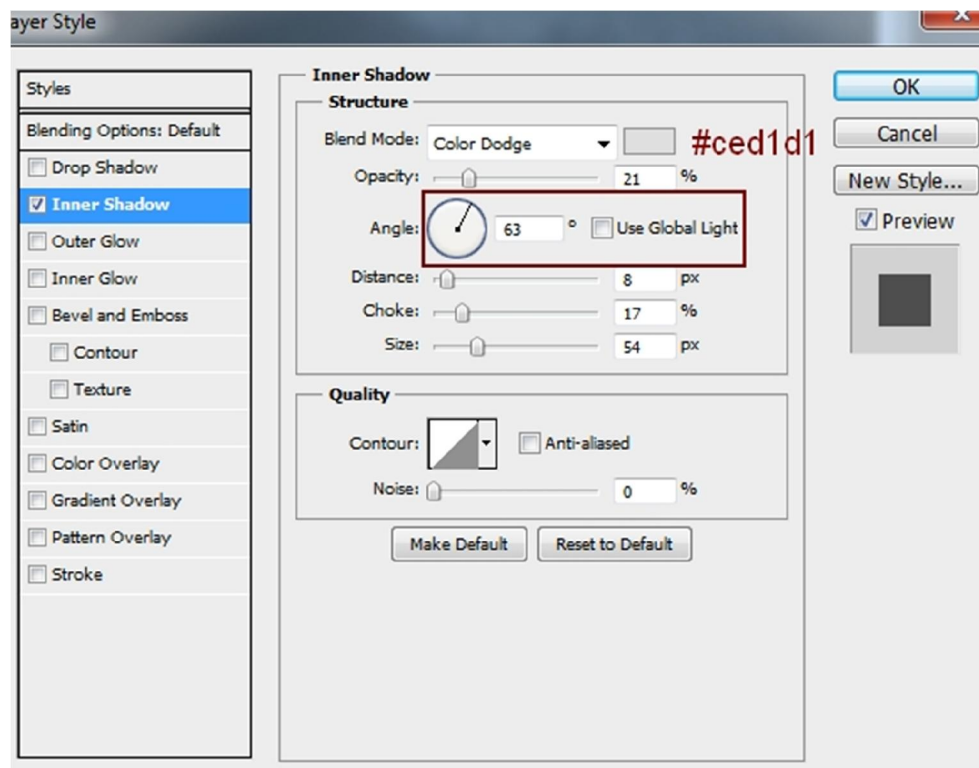 ayer Style
Styles
Blending Options: Default
Drop Shadow
Inner Shadow
Outer Glow
Inner Glow
Bevel and Emboss
Contour
Texture
Satin
Color Overlay
Gradient Overlay
Pattern Overlay
Stroke
Inner Shadow
Structure
Blend Mode: Color Dodge #ced1d1
Opacity: 21 %
Angle: 63 ° Use Global Light
Distance: 8 px
Choke: 17 %
Size: 54 px
Quality
Contour: Anti-aliased
Noise: 0 %
Make Default Reset to Default
OK
Cancel
New Style...
Preview